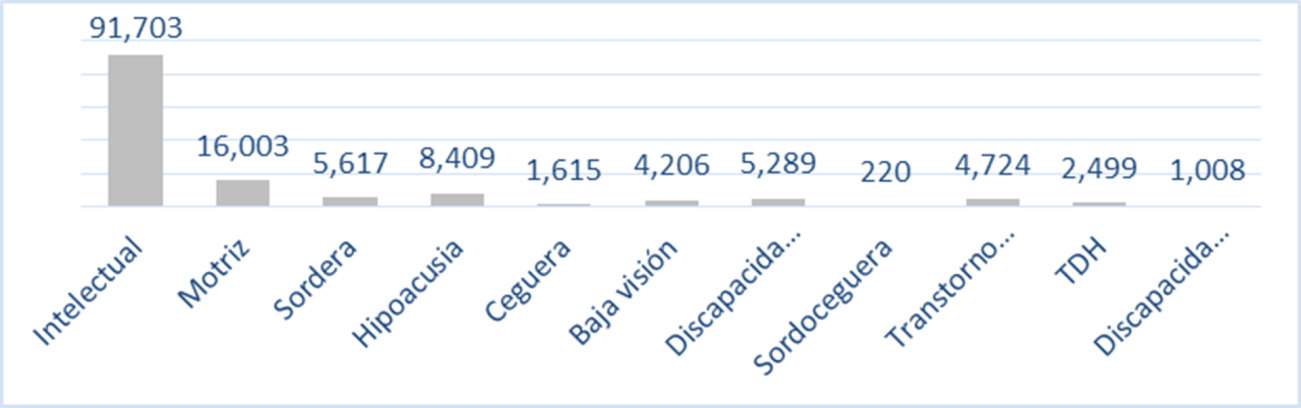 91,703
16,003
5,617
8,409
1,615
4,206
5,289
220
4,724
2,499
1,008
Intelectual
Motriz
Sordera
Hipoacusia
Ceguera
Baja visión
Discapacida...
Sordoceguera
Transtorno...
TDH
Discapacida...